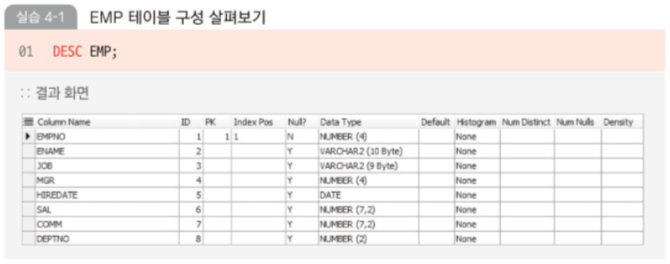 실습 4-1 EMP 테이블 구성 살펴보기
01 DESC EMP;
:: 결과 화면
Column Name ID PK Index Pos Null? Data Type Default Histogram Num Distinct Num Nulls Density
EMPNO 1 1 1 N NUMBER (4) None
ENAME 2 Y VARCHAR2 (10 Byte) None
JOB 3 Y VARCHAR2 (9 Byte) None
MGR 4 Y NUMBER (4) None
HIREDATE 5 Y DATE None
SAL 6 Y NUMBER (7,2) None
COMM 7 Y NUMBER (7,2) None
DEPTNO 8 Y NUMBER (2) None